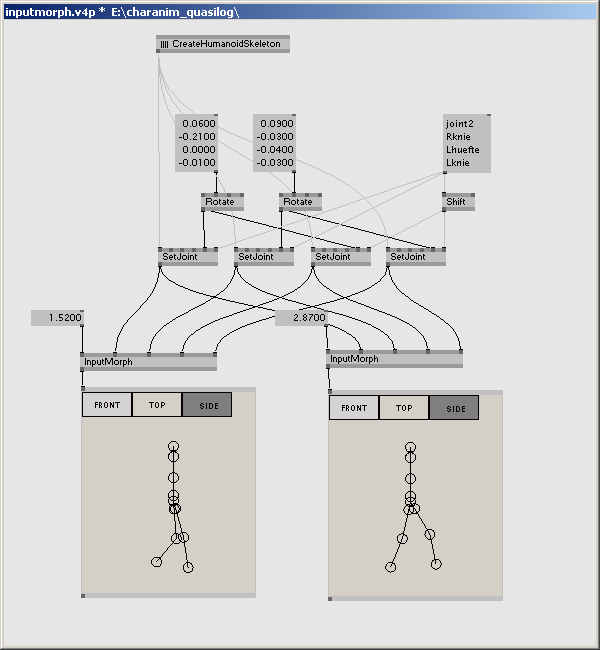 inputmorph.v4p * E:\charanim_quasilog\
CreateHumanoidSkeleton
0.0600
-0.2100
0.0000
-0.0100
0.0900
-0.0300
-0.0400
-0.0300
joint2
Rknie
Lhuefte
Lknie
Rotate
Rotate
Shift
SetJoint
SetJoint
SetJoint
SetJoint
1.5200
2.8700
InputMorph
InputMorph
FRONT TOP SIDE
FRONT TOP SIDE